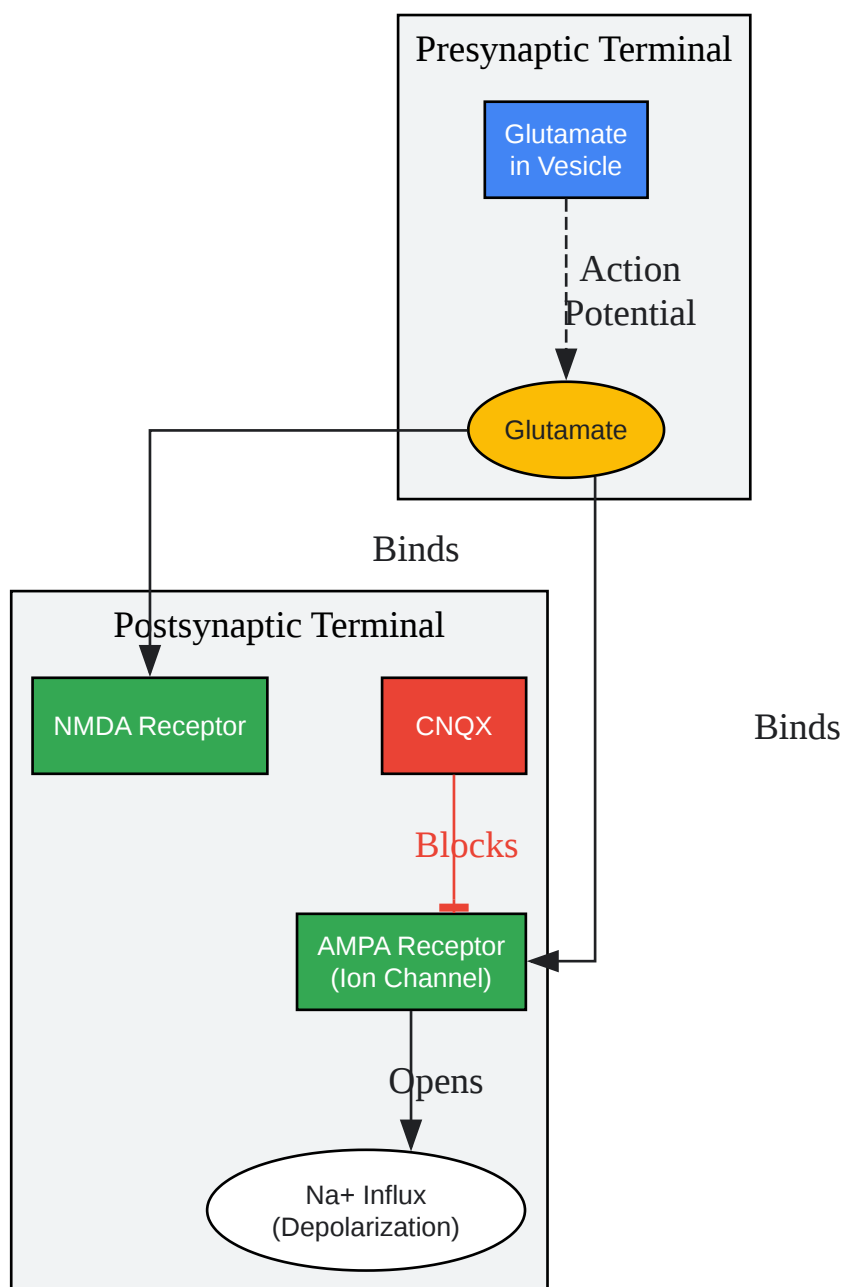 Presynaptic Terminal
Glutamate
in Vesicle
Action
Potential
Glutamate
Binds
Postsynaptic Terminal
NMDA Receptor
CNQX
Binds
Blocks
AMPA Receptor
(Ion Channel)
Opens
Na+ Influx
(Depolarization)